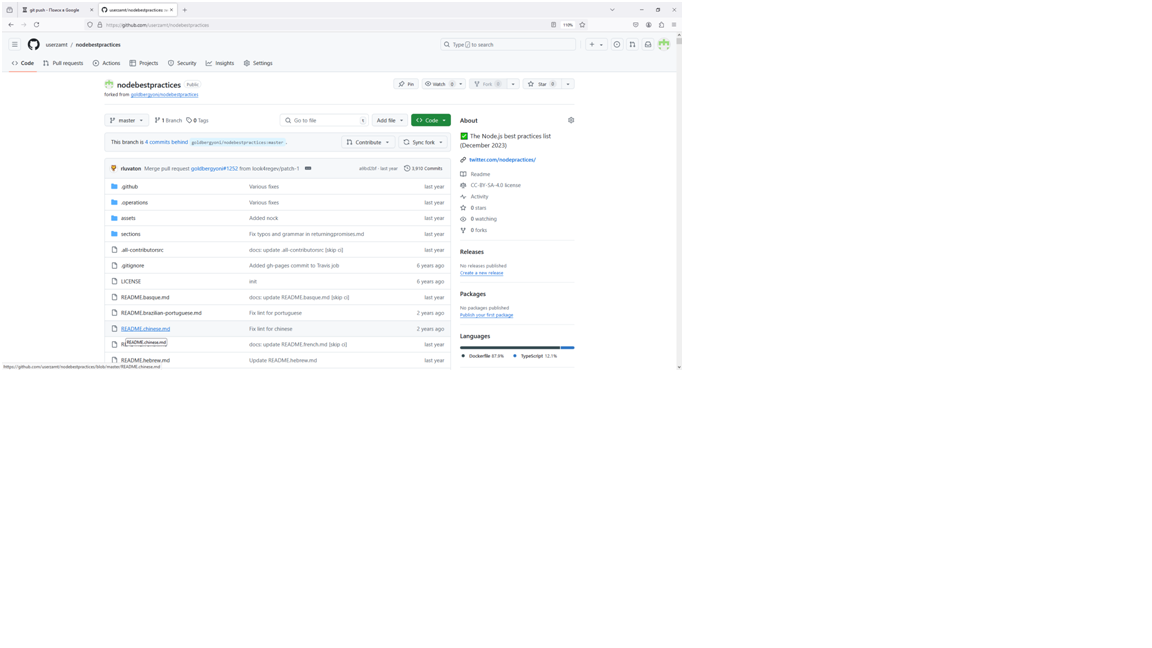 git push - Поиск в Google
userzamt/nodebestpractices
https://github.com/userzamt/nodebestpractices
110%
userzamt / nodebestpractices
Type / to search
Code
Pull requests
Actions
Projects
Security
Insights
Settings
nodebestpractices Public
forked from goldbergyoni/nodebestpractices
Pin
Watch 0
Fork 0
Star 0
master
1 Branch
0 Tags
Go to file
t
Add file
Code
This branch is 4 commits behind goldbergyoni/nodebestpractices:master.
Contribute
Sync fork
rluvaton Merge pull request goldbergyoni#1252 from look4regev/patch-1
last year
3,910 Commits
.github Various fixes last year
.operations Various fixes last year
assets Added nock last year
sections Fix typos and grammar in returningpromises.md last year
.all-contributorsrc docs: update .all-contributorsrc [skip ci] last year
.gitignore Added gh-pages commit to Travis job 6 years ago
LICENSE init 6 years ago
README.basque.md docs: update README.basque.md [skip ci] last year
README.brazilian-portuguese.md Fix lint for portuguese 2 years ago
README.chinese.md Fix lint for chinese 2 years ago
README.chinese.md
docs: update README.french.md [skip ci] last year
README.hebrew.md Update README.hebrew.md last year
About
✅ The Node.js best practices list
(December 2023)
twitter.com/nodepractices/
Readme
CC-BY-SA-4.0 license
Activity
0 stars
0 watching
0 forks
Releases
No releases published
Create a new release
Packages
No packages published
Publish your first package
Languages
Dockerfile 87.9%
TypeScript 12.1%
https://github.com/userzamt/nodebestpractices/blob/master/README.chinese.md